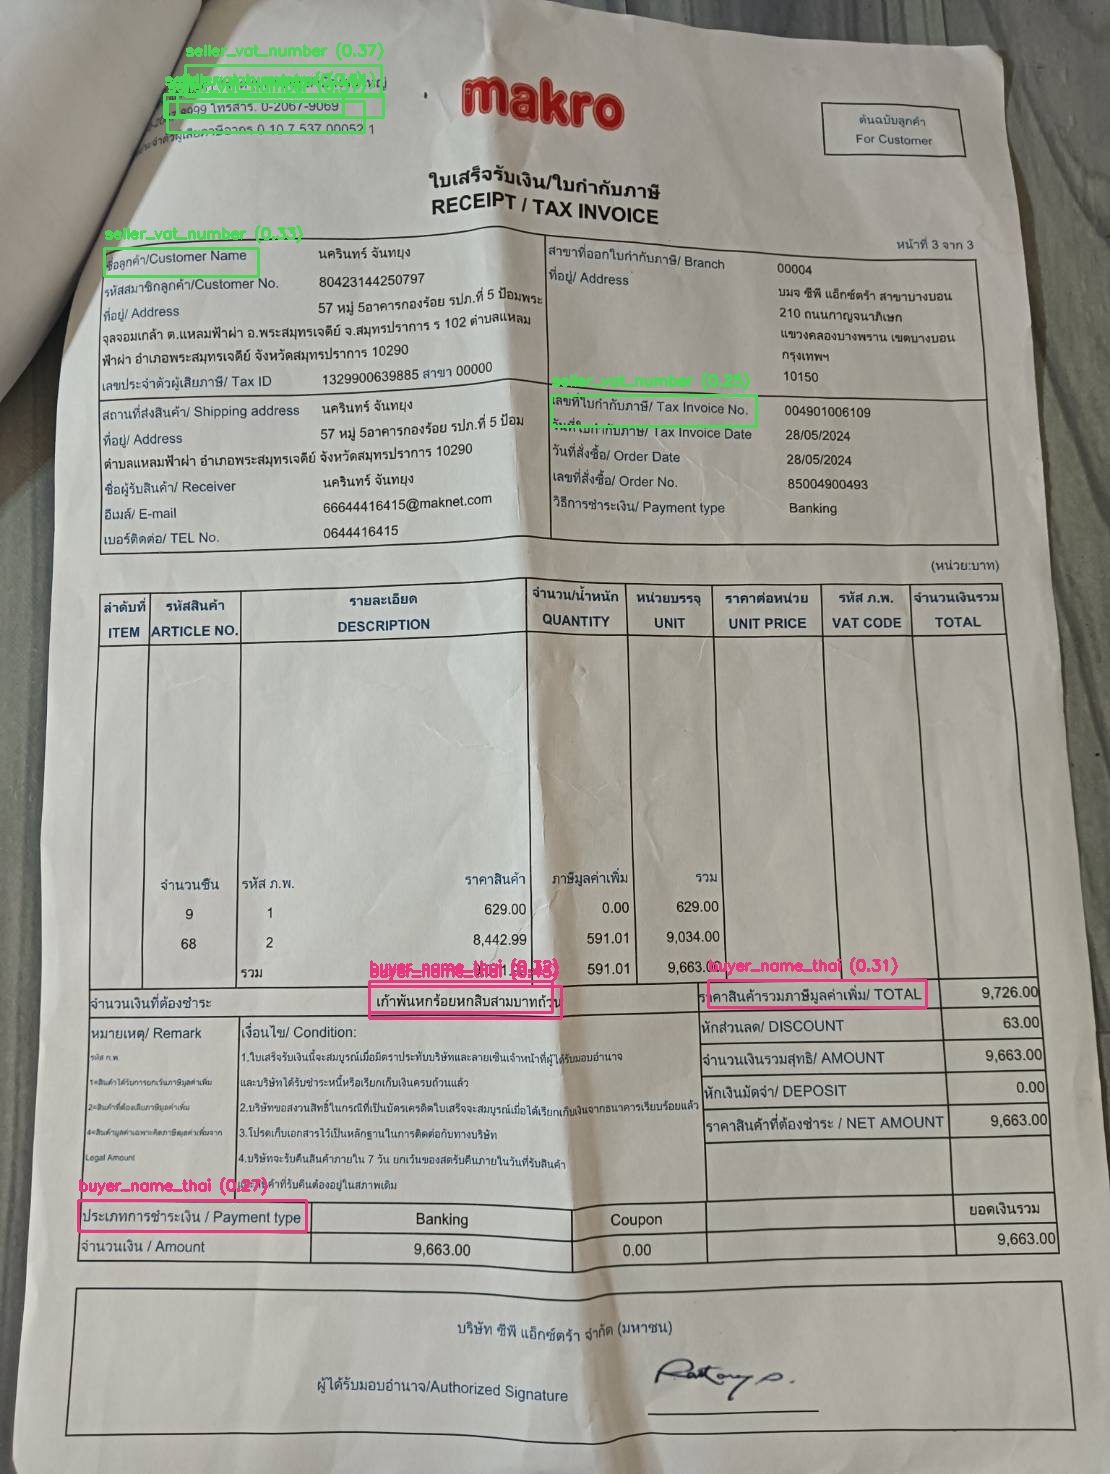 seller_vat_number (0.37)
8999 โทรสาร. 0-2067-9069
makro
ต้นฉบับลูกค้า
For Customer
ใบเสร็จรับเงิน/ใบกำกับภาษี
RECEIPT / TAX INVOICE
หน้าที่ 3 จาก 3
seller_vat_number (0.33)
ชื่อลูกค้า/Customer Name นครินทร์ จันทยุง
รหัสสมาชิกลูกค้า/Customer No. 80423144250797
ที่อยู่/ Address 57 หมู่ 5อาคารกองร้อย รปภ.ที่ 5 ป้อมพระ
จุลจอมเกล้า ต.แหลมฟ้าผ่า อ.พระสมุทรเจดีย์ จ.สมุทรปราการ ร 102 ตำบลแหลม
ฟ้าผ่า อำเภอพระสมุทรเจดีย์ จังหวัดสมุทรปราการ 10290
เลขประจำตัวผู้เสียภาษี/ Tax ID 1329900639885 สาขา 00000
สาขาที่ออกใบกำกับภาษี/ Branch 00004
ที่อยู่/ Address บมจ ซีพี แอ็กซ์ตร้า สาขาบางบอน
210 ถนนกาญจนาภิเษก
แขวงคลองบางพราน เขตบางบอน
กรุงเทพฯ
10150
สถานที่ส่งสินค้า/ Shipping address นครินทร์ จันทยุง
ที่อยู่/ Address 57 หมู่ 5อาคารกองร้อย รปภ.ที่ 5 ป้อม
ตำบลแหลมฟ้าผ่า อำเภอพระสมุทรเจดีย์ จังหวัดสมุทรปราการ 10290
ชื่อผู้รับสินค้า/ Receiver นครินทร์ จันทยุง
อีเมล์/ E-mail 66644416415@maknet.com
เบอร์ติดต่อ/ TEL No. 0644416415
seller_vat_number (0.25)
เลขที่ใบกำกับภาษี/ Tax Invoice No. 004901006109
วันที่ใบกำกับภาษี/ Tax Invoice Date 28/05/2024
วันที่สั่งซื้อ/ Order Date 28/05/2024
เลขที่สั่งซื้อ/ Order No. 85004900493
วิธีการชำระเงิน/ Payment type Banking
(หน่วย:บาท)
ลำดับที่ รหัสสินค้า รายละเอียด จำนวน/น้ำหนัก หน่วยบรรจุ ราคาต่อหน่วย รหัส ภ.พ. จำนวนเงินรวม
ITEM ARTICLE NO. DESCRIPTION QUANTITY UNIT UNIT PRICE VAT CODE TOTAL
จำนวนชิ้น รหัส ภ.พ. ราคาสินค้า ภาษีมูลค่าเพิ่ม รวม
9 1 629.00 0.00 629.00
68 2 8,442.99 591.01 9,034.00
รวม 591.01 9,663.00
buyer_name_thai (0.31)
จำนวนเงินที่ต้องชำระ เก้าพันหกร้อยหกสิบสามบาทถ้วน
ราคาสินค้ารวมภาษีมูลค่าเพิ่ม/ TOTAL 9,726.00
หักส่วนลด/ DISCOUNT 63.00
จำนวนเงินรวมสุทธิ/ AMOUNT 9,663.00
หักเงินมัดจำ/ DEPOSIT 0.00
ราคาสินค้าที่ต้องชำระ / NET AMOUNT 9,663.00
หมายเหตุ/ Remark
รหัส ภ.พ
1=สินค้าได้รับการยกเว้นภาษีมูลค่าเพิ่ม
2=สินค้าที่ต้องเสียภาษีมูลค่าเพิ่ม
Legal Amount
เงื่อนไข/ Condition:
1.ใบเสร็จรับเงินนี้จะสมบูรณ์เมื่อมีตราประทับบริษัทและลายเซ็นเจ้าหน้าที่ผู้ได้รับมอบอำนาจ
และบริษัทได้รับชำระหนี้หรือเรียกเก็บเงินครบถ้วนแล้ว
2.บริษัทขอสงวนสิทธิ์ในกรณีที่เป็นบัตรเครดิตใบเสร็จจะสมบูรณ์เมื่อได้เรียกเก็บเงินจากธนาคารเรียบร้อยแล้ว
3.โปรดเก็บเอกสารไว้เป็นหลักฐานในการติดต่อกับทางบริษัท
4.บริษัทจะรับคืนสินค้าภายใน 7 วัน ยกเว้นของสดรับคืนภายในวันที่รับสินค้า
สินค้าที่รับคืนต้องอยู่ในสภาพเดิม
buyer_name_thai (0.27)
ประเภทการชำระเงิน / Payment type Banking Coupon ยอดเงินรวม
จำนวนเงิน / Amount 9,663.00 0.00 9,663.00
บริษัท ซีพี แอ็กซ์ตร้า จำกัด (มหาชน)
ผู้ได้รับมอบอำนาจ/Authorized Signature